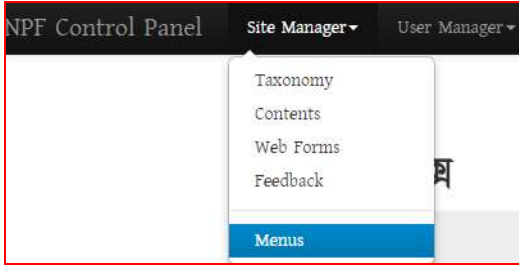 NPF Control Panel Site Manager User Manager
Taxonomy
Contents
Web Forms
Feedback
Menus